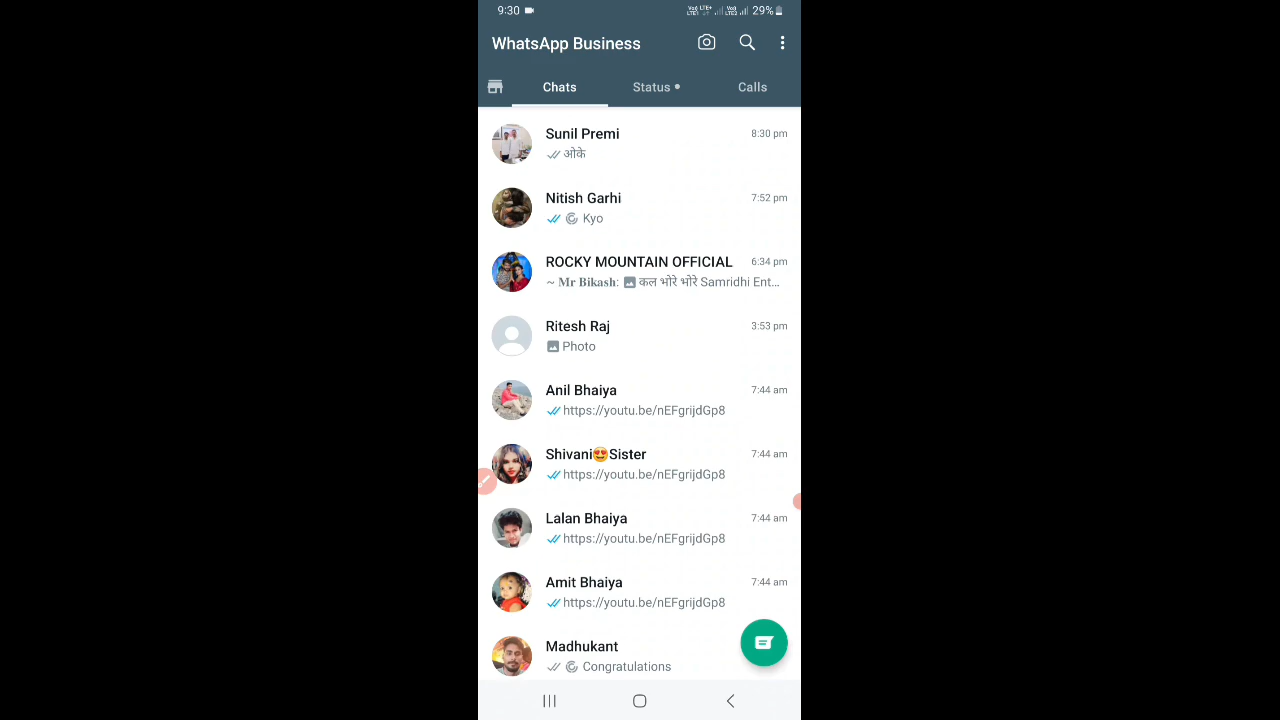 9:30 29%
WhatsApp Business
Chats Status Calls
Sunil Premi 8:30 pm
ओके
Nitish Garhi 7:52 pm
Kyo
ROCKY MOUNTAIN OFFICIAL 6:34 pm
~ Mr Bikash: कल भोरे भोरे Samridhi Ent...
Ritesh Raj 3:53 pm
Photo
Anil Bhaiya 7:44 am
https://youtu.be/nEFgrijdGp8
Shivani😍Sister 7:44 am
https://youtu.be/nEFgrijdGp8
Lalan Bhaiya 7:44 am
https://youtu.be/nEFgrijdGp8
Amit Bhaiya 7:44 am
https://youtu.be/nEFgrijdGp8
Madhukant
Congratulations